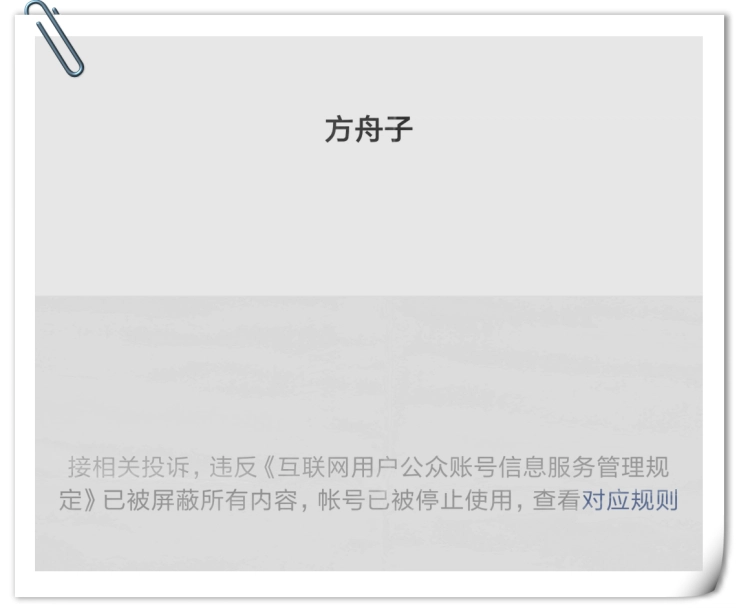 方舟子
接相关投诉，违反《互联网用户公众账号信息服务管理规
定》已被屏蔽所有内容，帐号已被停止使用，查看对应规则